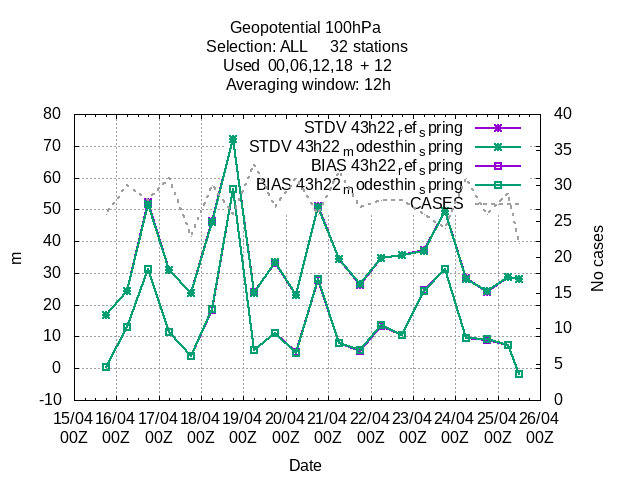 Geopotential 100hPa
Selection: ALL 32 stations
Used 00,06,12,18 + 12
Averaging window: 12h
STDV 43h22refspring
STDV 43h22modesthinspring
BIAS 43h22refspring
BIAS 43h22modesthinspring
CASES
80
70
60
50
40
30
20
10
0
-10
m
40
35
30
25
20
15
10
5
0
No cases
15/04 16/04 17/04 18/04 19/04 20/04 21/04 22/04 23/04 24/04 25/04 26/04
00Z 00Z 00Z 00Z 00Z 00Z 00Z 00Z 00Z 00Z 00Z 00Z
Date